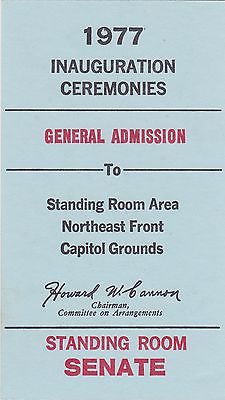 1977
INAUGURATION
CEREMONIES
GENERAL ADMISSION
To
Standing Room Area
Northeast Front
Capitol Grounds
Howard W. Cannon
Chairman,
Committee on Arrangements
STANDING ROOM
SENATE